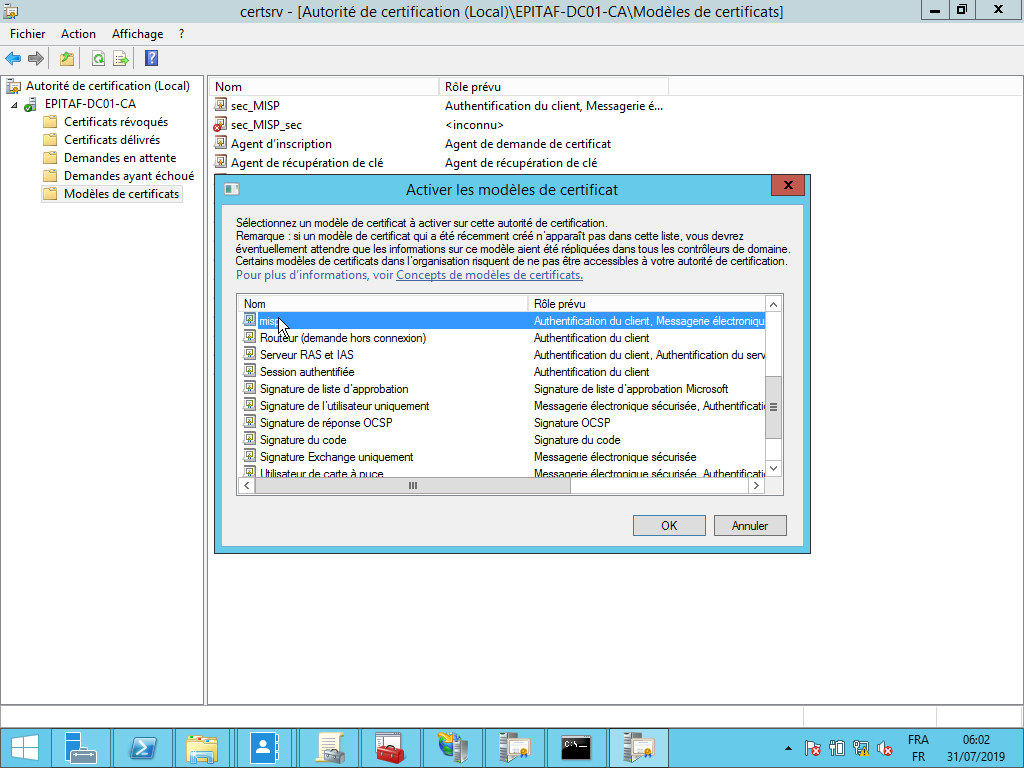 certsrv - [Autorité de certification (Local)\EPITAF-DC01-CA\Modèles de certificats]
Fichier Action Affichage ?
Autorité de certification (Local)
EPITAF-DC01-CA
Certificats révoqués
Certificats délivrés
Demandes en attente
Demandes ayant échoué
Modèles de certificats
Nom Rôle prévu
sec_MISP Authentification du client, Messagerie é...
sec_MISP_sec <inconnu>
Agent d'inscription Agent de demande de certificat
Agent de récupération de clé Agent de récupération de clé
Activer les modèles de certificat
Sélectionnez un modèle de certificat à activer sur cette autorité de certification.
Remarque : si un modèle de certificat qui a été récemment créé n'apparaît pas dans cette liste, vous devrez
éventuellement attendre que les informations sur ce modèle aient été répliquées dans tous les contrôleurs de domaine.
Certains modèles de certificats dans l'organisation risquent de ne pas être accessibles à votre autorité de certification.
Pour plus d'informations, voir Concepts de modèles de certificats.
Nom Rôle prévu
misp Authentification du client, Messagerie électroniqu
Routeur (demande hors connexion) Authentification du client
Serveur RAS et IAS Authentification du client, Authentification du serv
Session authentifiée Authentification du client
Signature de liste d'approbation Signature de liste d'approbation Microsoft
Signature de l'utilisateur uniquement Messagerie électronique sécurisée, Authentificati
Signature de réponse OCSP Signature OCSP
Signature du code Signature du code
Signature Exchange uniquement Messagerie électronique sécurisée
Utilisateur de carte à puce Messagerie électronique sécurisée, Authentificati
OK Annuler
C:\
FRA 06:02
FR 31/07/2019